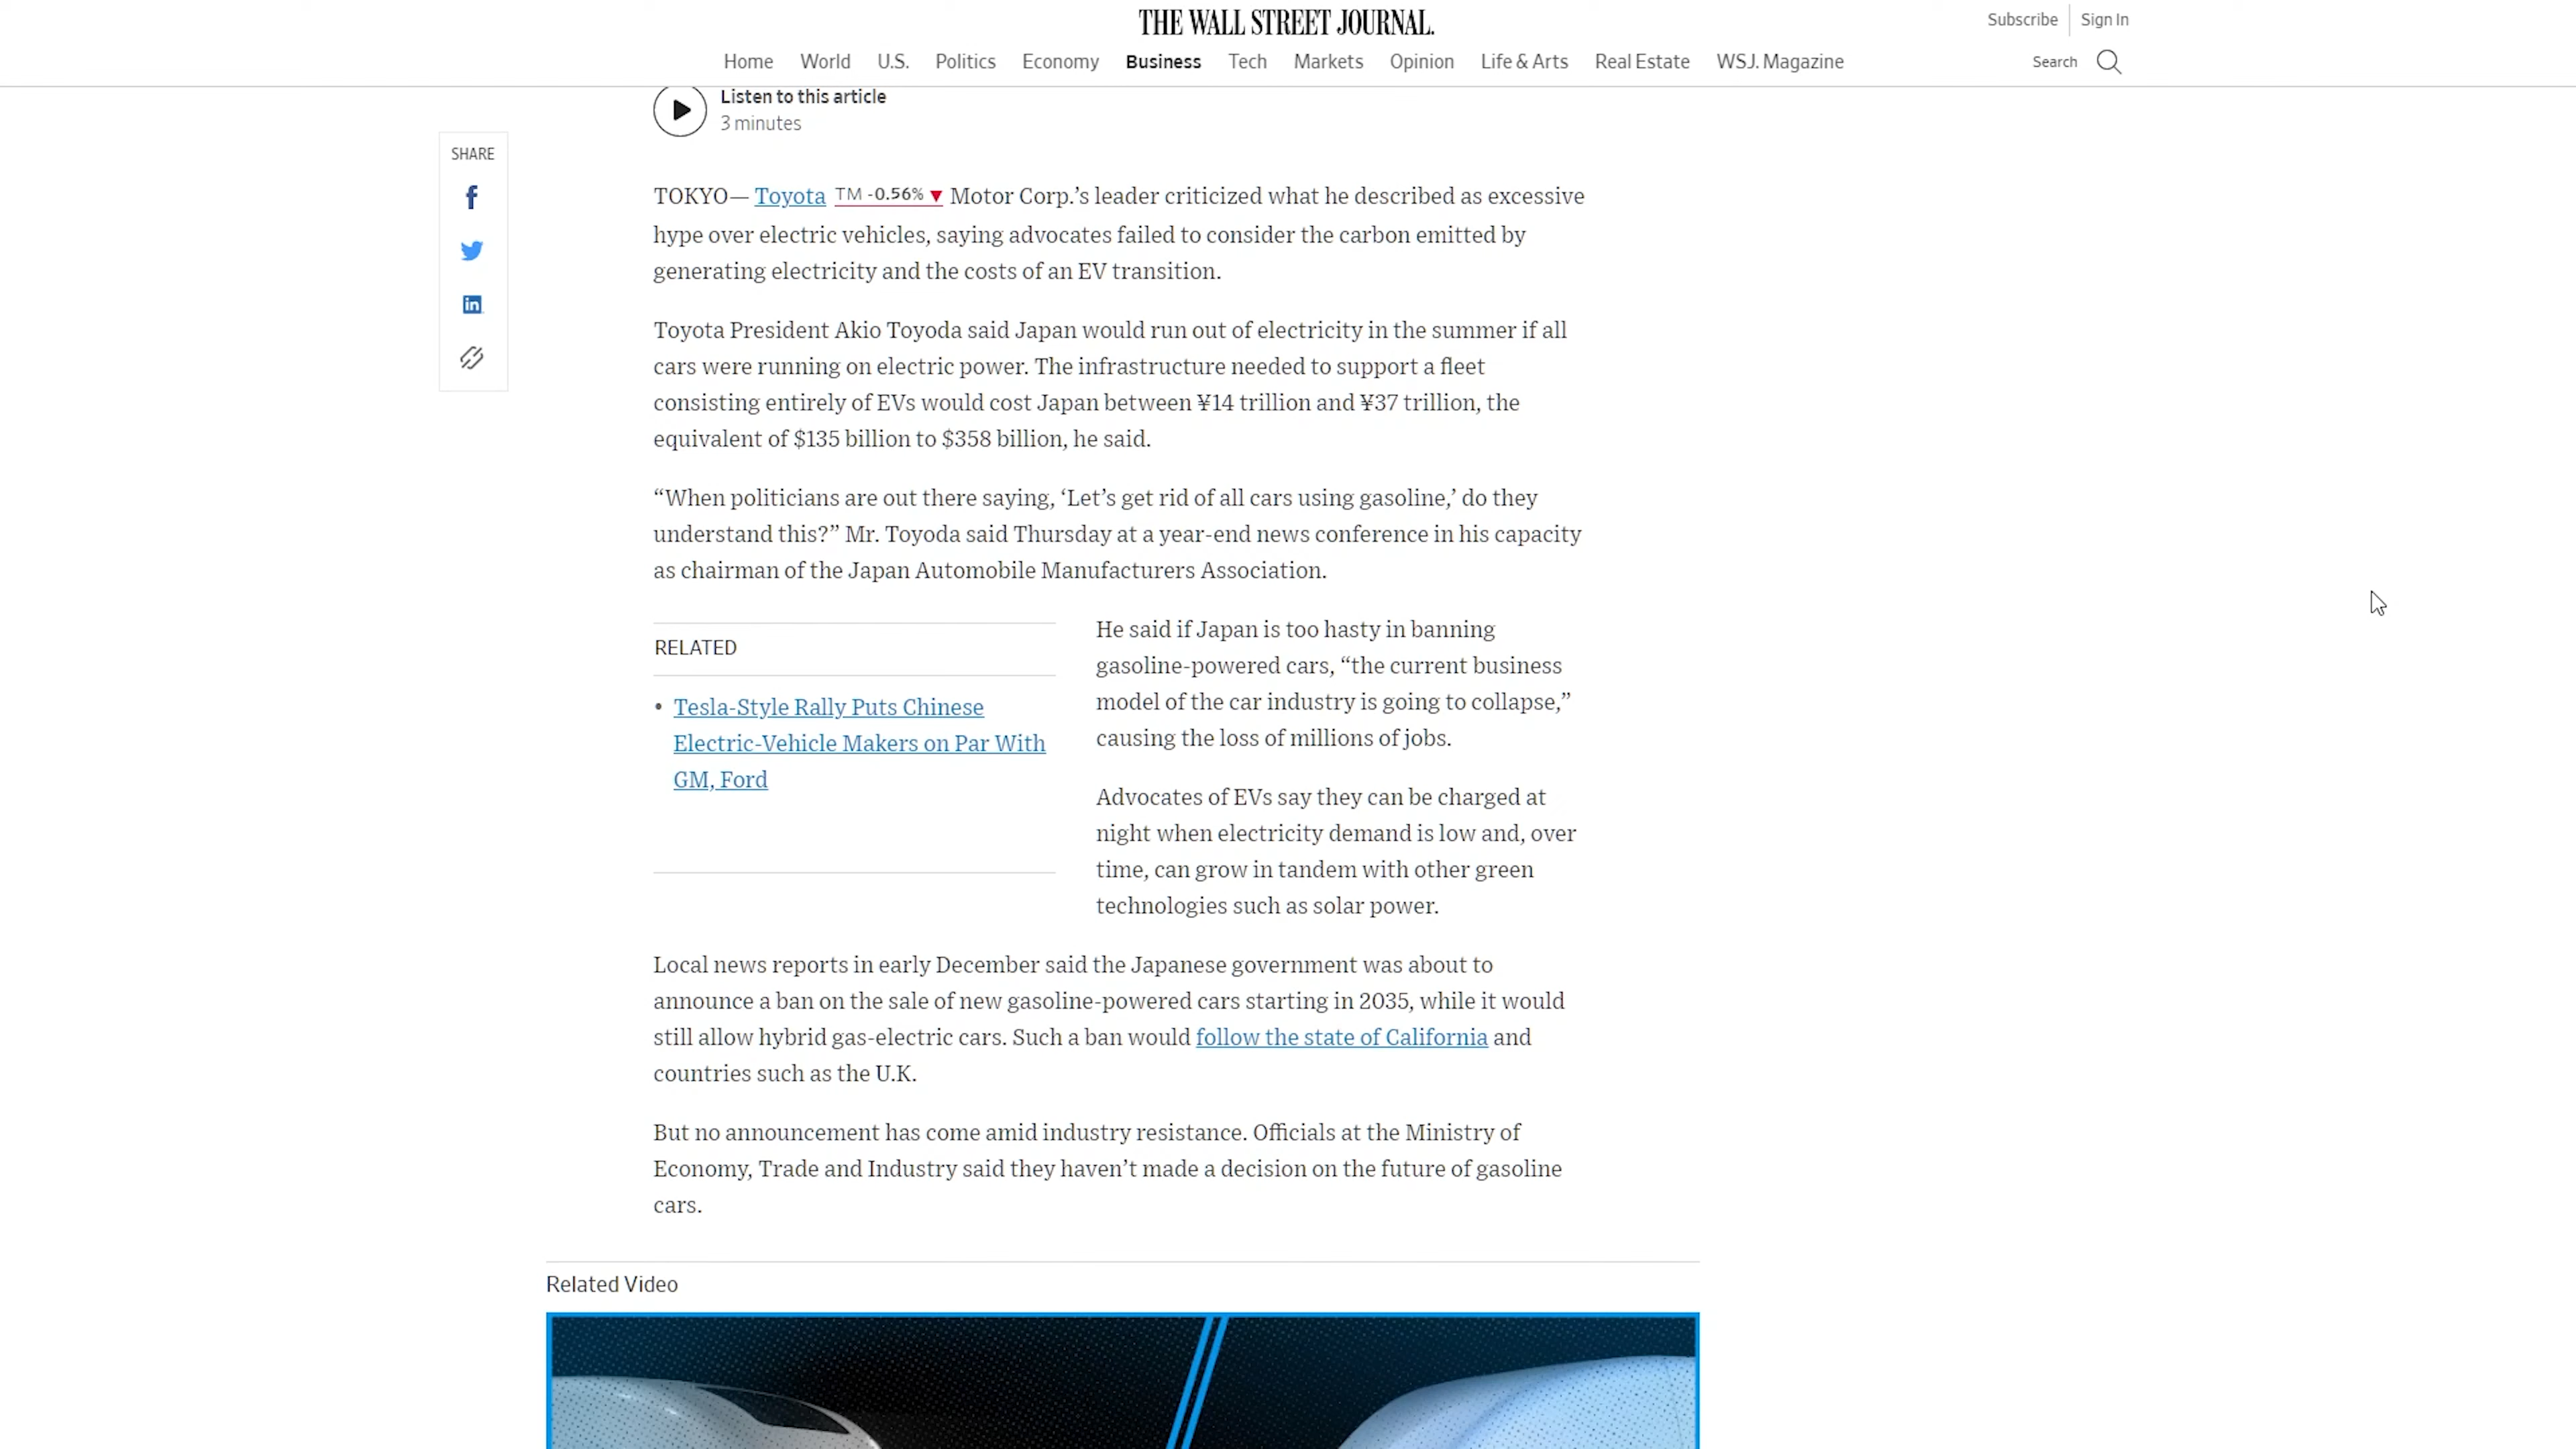 THE WALL STREET JOURNAL.
Subscribe
Sign In
Home World U.S. Politics Economy Business Tech Markets Opinion Life & Arts Real Estate WSJ. Magazine
Search
Listen to this article
3 minutes
SHARE
TOKYO— Toyota TM -0.56% ▼ Motor Corp.’s leader criticized what he described as excessive
hype over electric vehicles, saying advocates failed to consider the carbon emitted by
generating electricity and the costs of an EV transition.
Toyota President Akio Toyoda said Japan would run out of electricity in the summer if all
cars were running on electric power. The infrastructure needed to support a fleet
consisting entirely of EVs would cost Japan between ¥14 trillion and ¥37 trillion, the
equivalent of $135 billion to $358 billion, he said.
“When politicians are out there saying, ‘Let’s get rid of all cars using gasoline,’ do they
understand this?” Mr. Toyoda said Thursday at a year-end news conference in his capacity
as chairman of the Japan Automobile Manufacturers Association.
RELATED
• Tesla-Style Rally Puts Chinese
Electric-Vehicle Makers on Par With
GM, Ford
He said if Japan is too hasty in banning
gasoline-powered cars, “the current business
model of the car industry is going to collapse,”
causing the loss of millions of jobs.
Advocates of EVs say they can be charged at
night when electricity demand is low and, over
time, can grow in tandem with other green
technologies such as solar power.
Local news reports in early December said the Japanese government was about to
announce a ban on the sale of new gasoline-powered cars starting in 2035, while it would
still allow hybrid gas-electric cars. Such a ban would follow the state of California and
countries such as the U.K.
But no announcement has come amid industry resistance. Officials at the Ministry of
Economy, Trade and Industry said they haven’t made a decision on the future of gasoline
cars.
Related Video